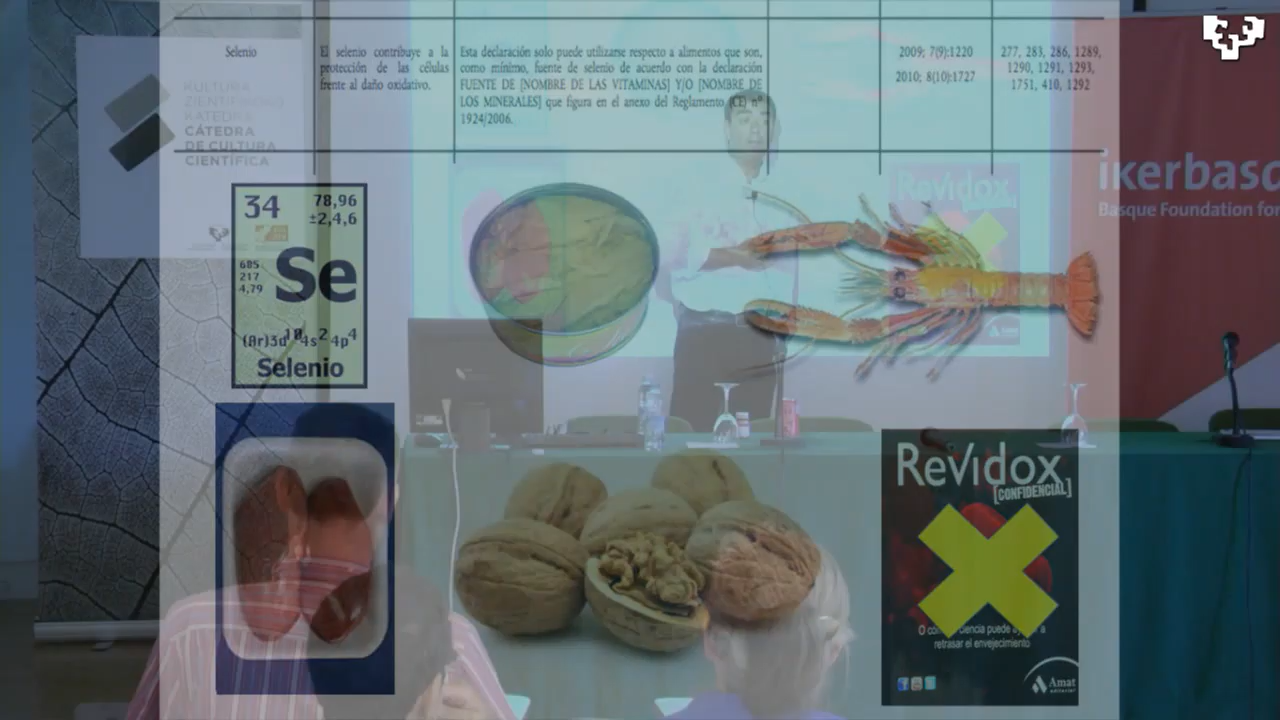 Selenio
El selenio contribuye a la
protección de las células
frente al daño oxidativo.
Esta declaración solo puede utilizarse respecto a alimentos que son,
como mínimo, fuente de selenio de acuerdo con la declaración
FUENTE DE [NOMBRE DE LAS VITAMINAS] Y/O [NOMBRE DE
LOS MINERALES] que figura en el anexo del Reglamento (CE) nº
1924/2006.
2009; 7(9):1220
2010; 8(10):1727
277, 283, 286, 1289,
1290, 1291, 1293,
1751, 410, 1292
KULTURA
ZIENTIFIKOKO
KATEDRA
CÁTEDRA
DE CULTURA
CIENTÍFICA
ikerbasq
Basque Foundation for
Revidox
34
78,96
±2,4,6
685
217
4,79
Se
(Ar)3d¹⁰4s²4p⁴
Selenio
Revidox
[CONFIDENCIAL]
retrasar el envejecimiento
Amat
editorial